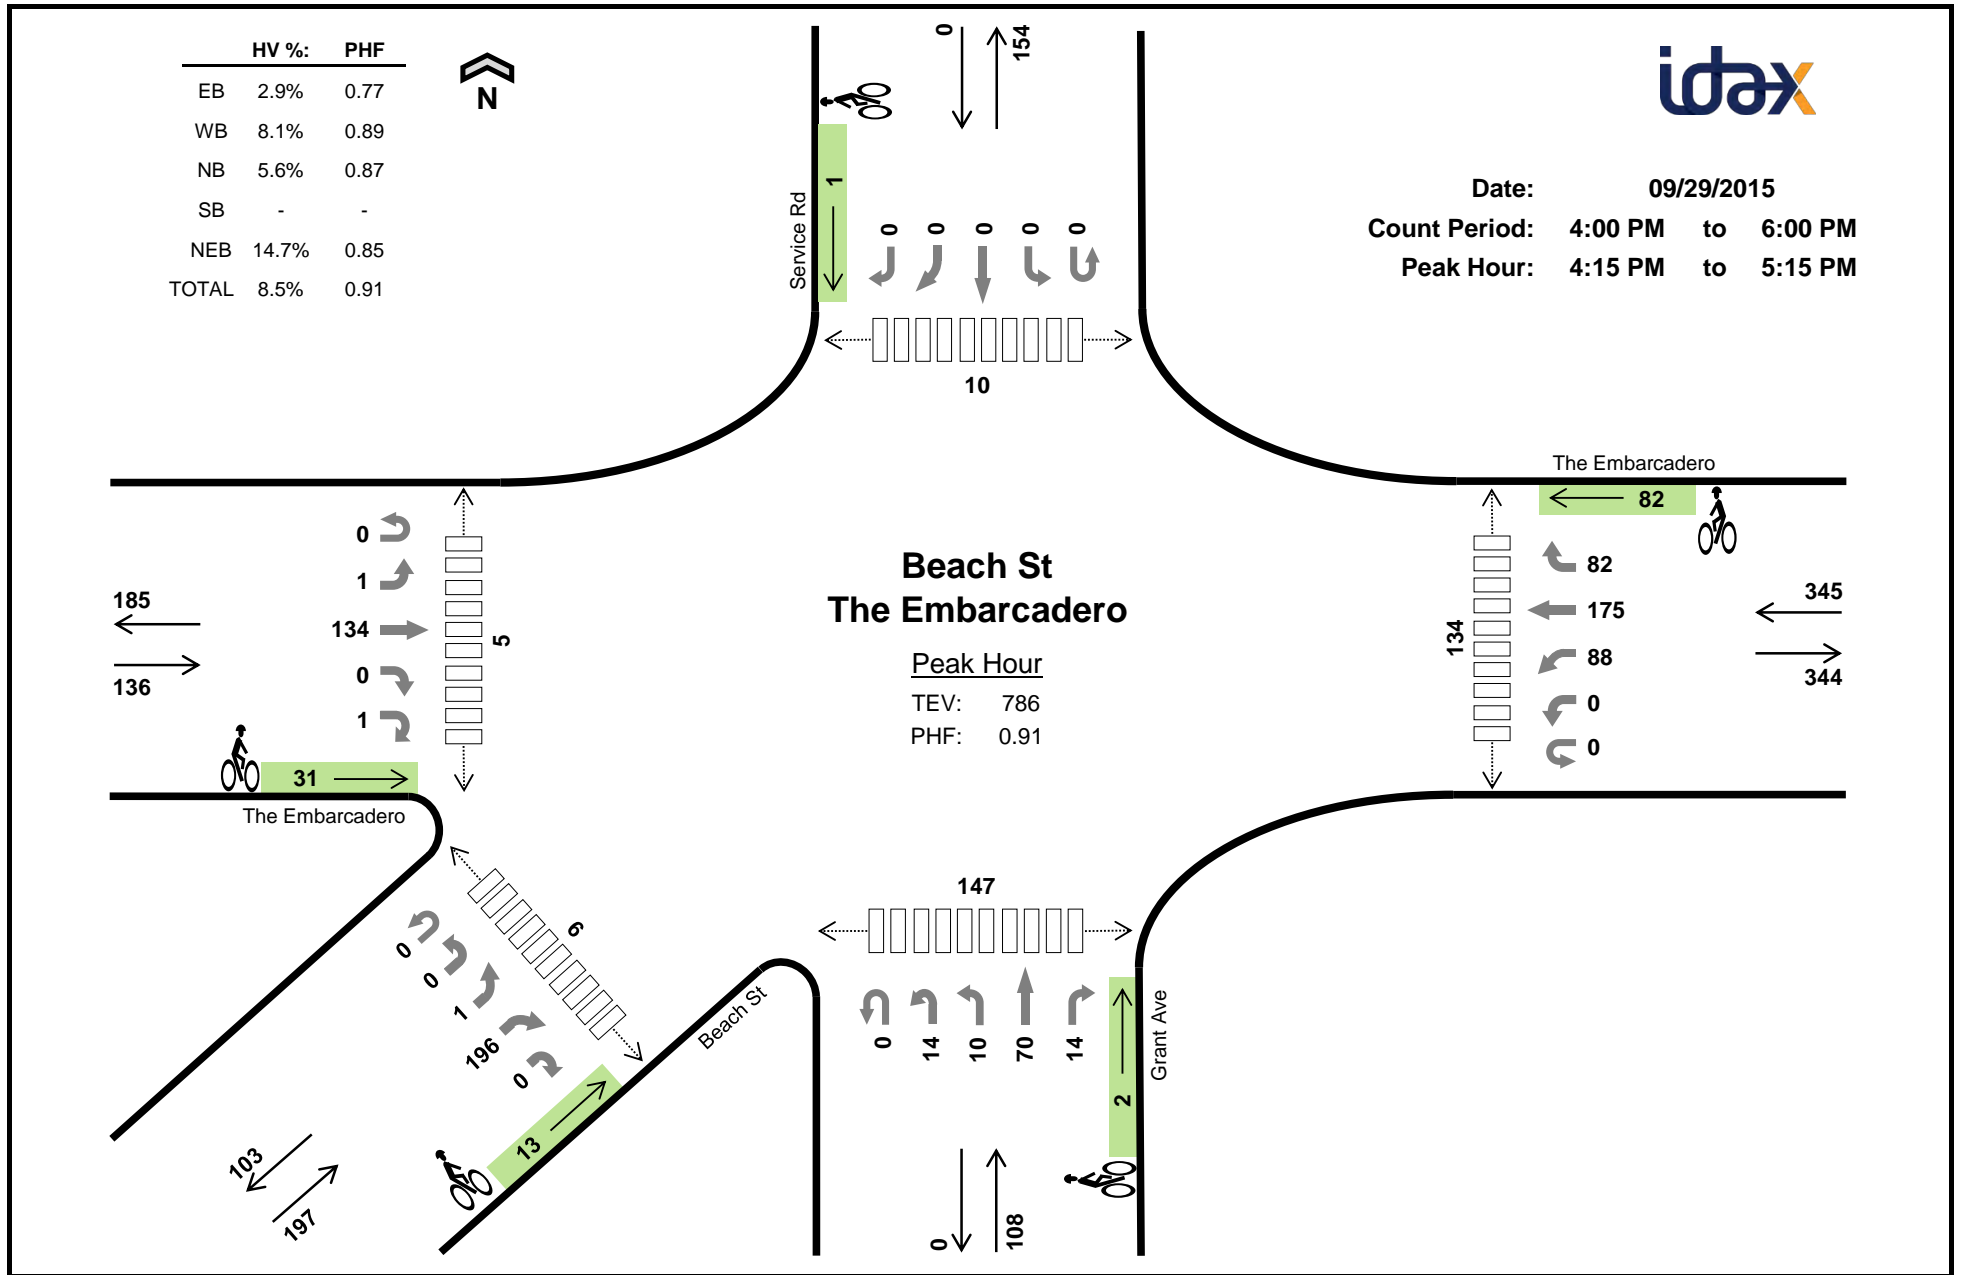 HV %: PHF
EB 2.9% 0.77
WB 8.1% 0.89
NB 5.6% 0.87
SB - -
NEB 14.7% 0.85
TOTAL 8.5% 0.91
N
0
154
idax
Date: 09/29/2015
Count Period: 4:00 PM to 6:00 PM
Peak Hour: 4:15 PM to 5:15 PM
Service Rd
1
0 0 0 0 0
10
The Embarcadero
82
82
175
88
0
0
134
345
344
0
1
134
0
1
5
185
136
31
The Embarcadero
Beach St
The Embarcadero
Peak Hour
TEV: 786
PHF: 0.91
147
0 14 10 70 14
2
Grant Ave
0
108
6
0
0
1
196
0
13
Beach St
103
197